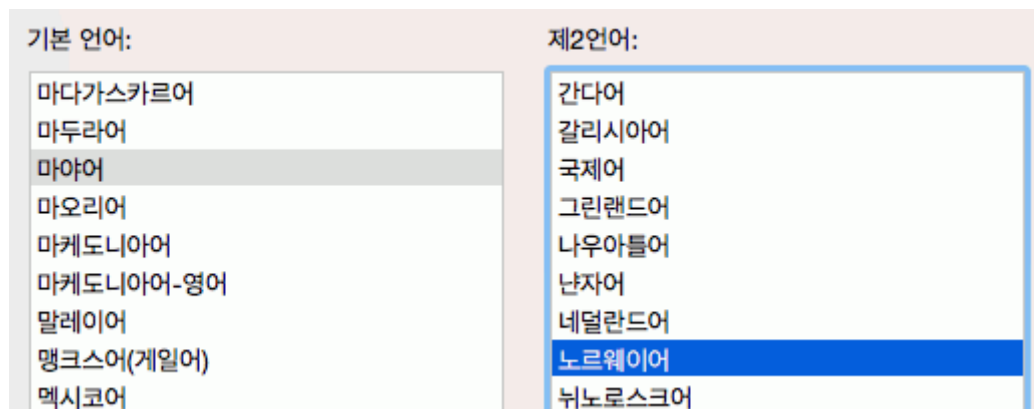 기본 언어:
마다가스카르어
마두라어
마야어
마오리어
마케도니아어
마케도니아어-영어
말레이어
맹크스어(게일어)
멕시코어
제2언어:
간다어
갈리시아어
국제어
그린랜드어
나우아틀어
냔자어
네덜란드어
노르웨이어
뉘노로스크어